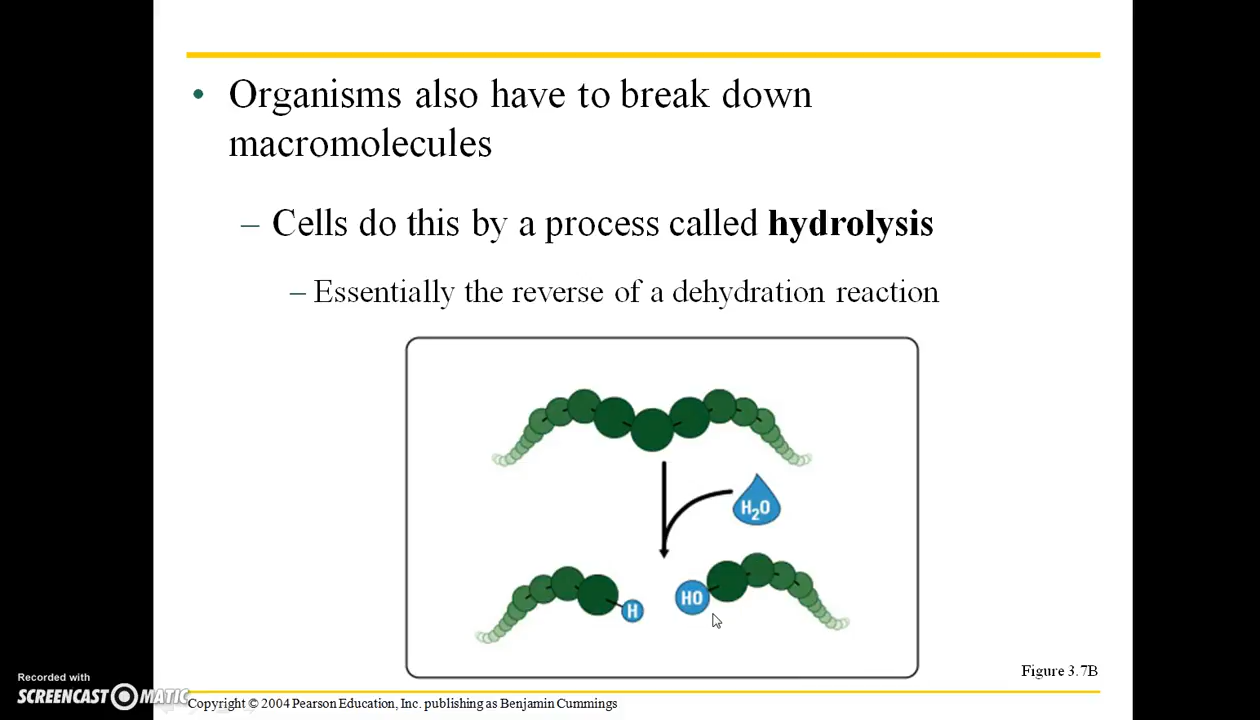 • Organisms also have to break down
macromolecules
– Cells do this by a process called hydrolysis
– Essentially the reverse of a dehydration reaction
H₂O
H
HO
Figure 3.7B
Recorded with
SCREENCAST MATIC
Copyright © 2004 Pearson Education, Inc. publishing as Benjamin Cummings